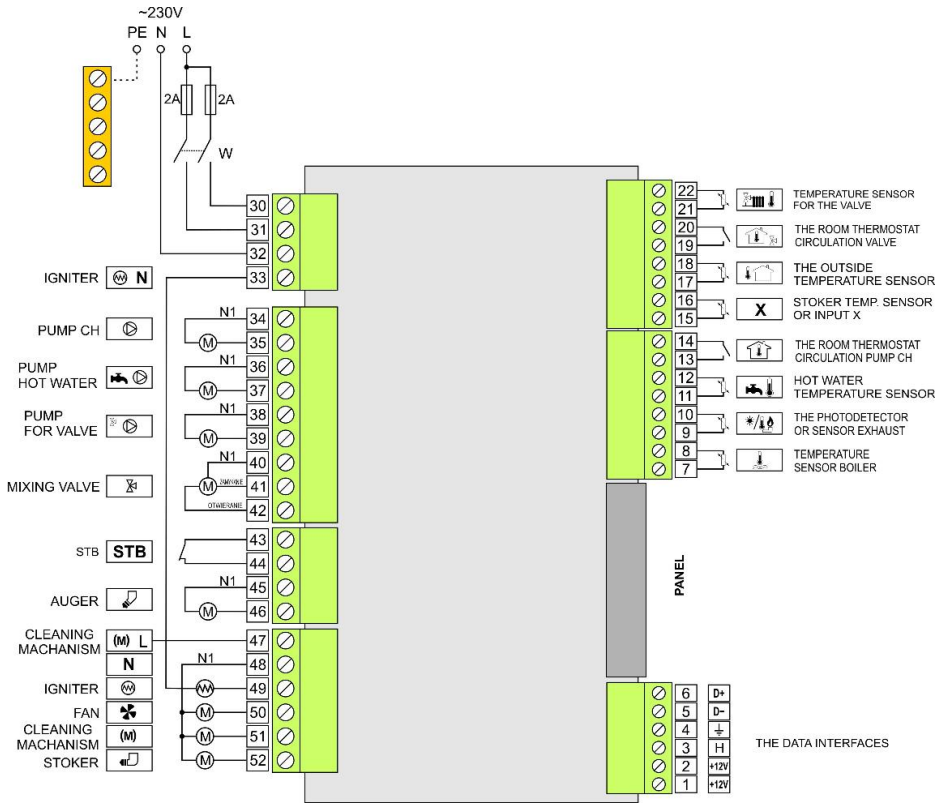 ~230V
PE N L
2A
2A
W
30
31
32
IGNITER N 33
N1 34
PUMP CH M 35
PUMP
HOT WATER
N1 36
M 37
PUMP
FOR VALVE
N1 38
M 39
N1 40
MIXING VALVE M ZAMYKANIE 41
OTWIERANIE 42
STB STB
43
44
N1 45
AUGER M 46
CLEANING
MACHANISM
(M) L 47
N N1 48
IGNITER 49
FAN M 50
CLEANING
MACHANISM
(M) M 51
STOKER M 52
22
21
TEMPERATURE SENSOR
FOR THE VALVE
20
19
THE ROOM THERMOSTAT
CIRCULATION VALVE
18
17
THE OUTSIDE
TEMPERATURE SENSOR
16
15
X
STOKER TEMP. SENSOR
OR INPUT X
14
13
THE ROOM THERMOSTAT
CIRCULATION PUMP CH
12
11
HOT WATER
TEMPERATURE SENSOR
10
9
THE PHOTODETECTOR
OR SENSOR EXHAUST
8
7
TEMPERATURE
SENSOR BOILER
PANEL
6 D+
5 D-
4
3 H
2 +12V
1 +12V
THE DATA INTERFACES